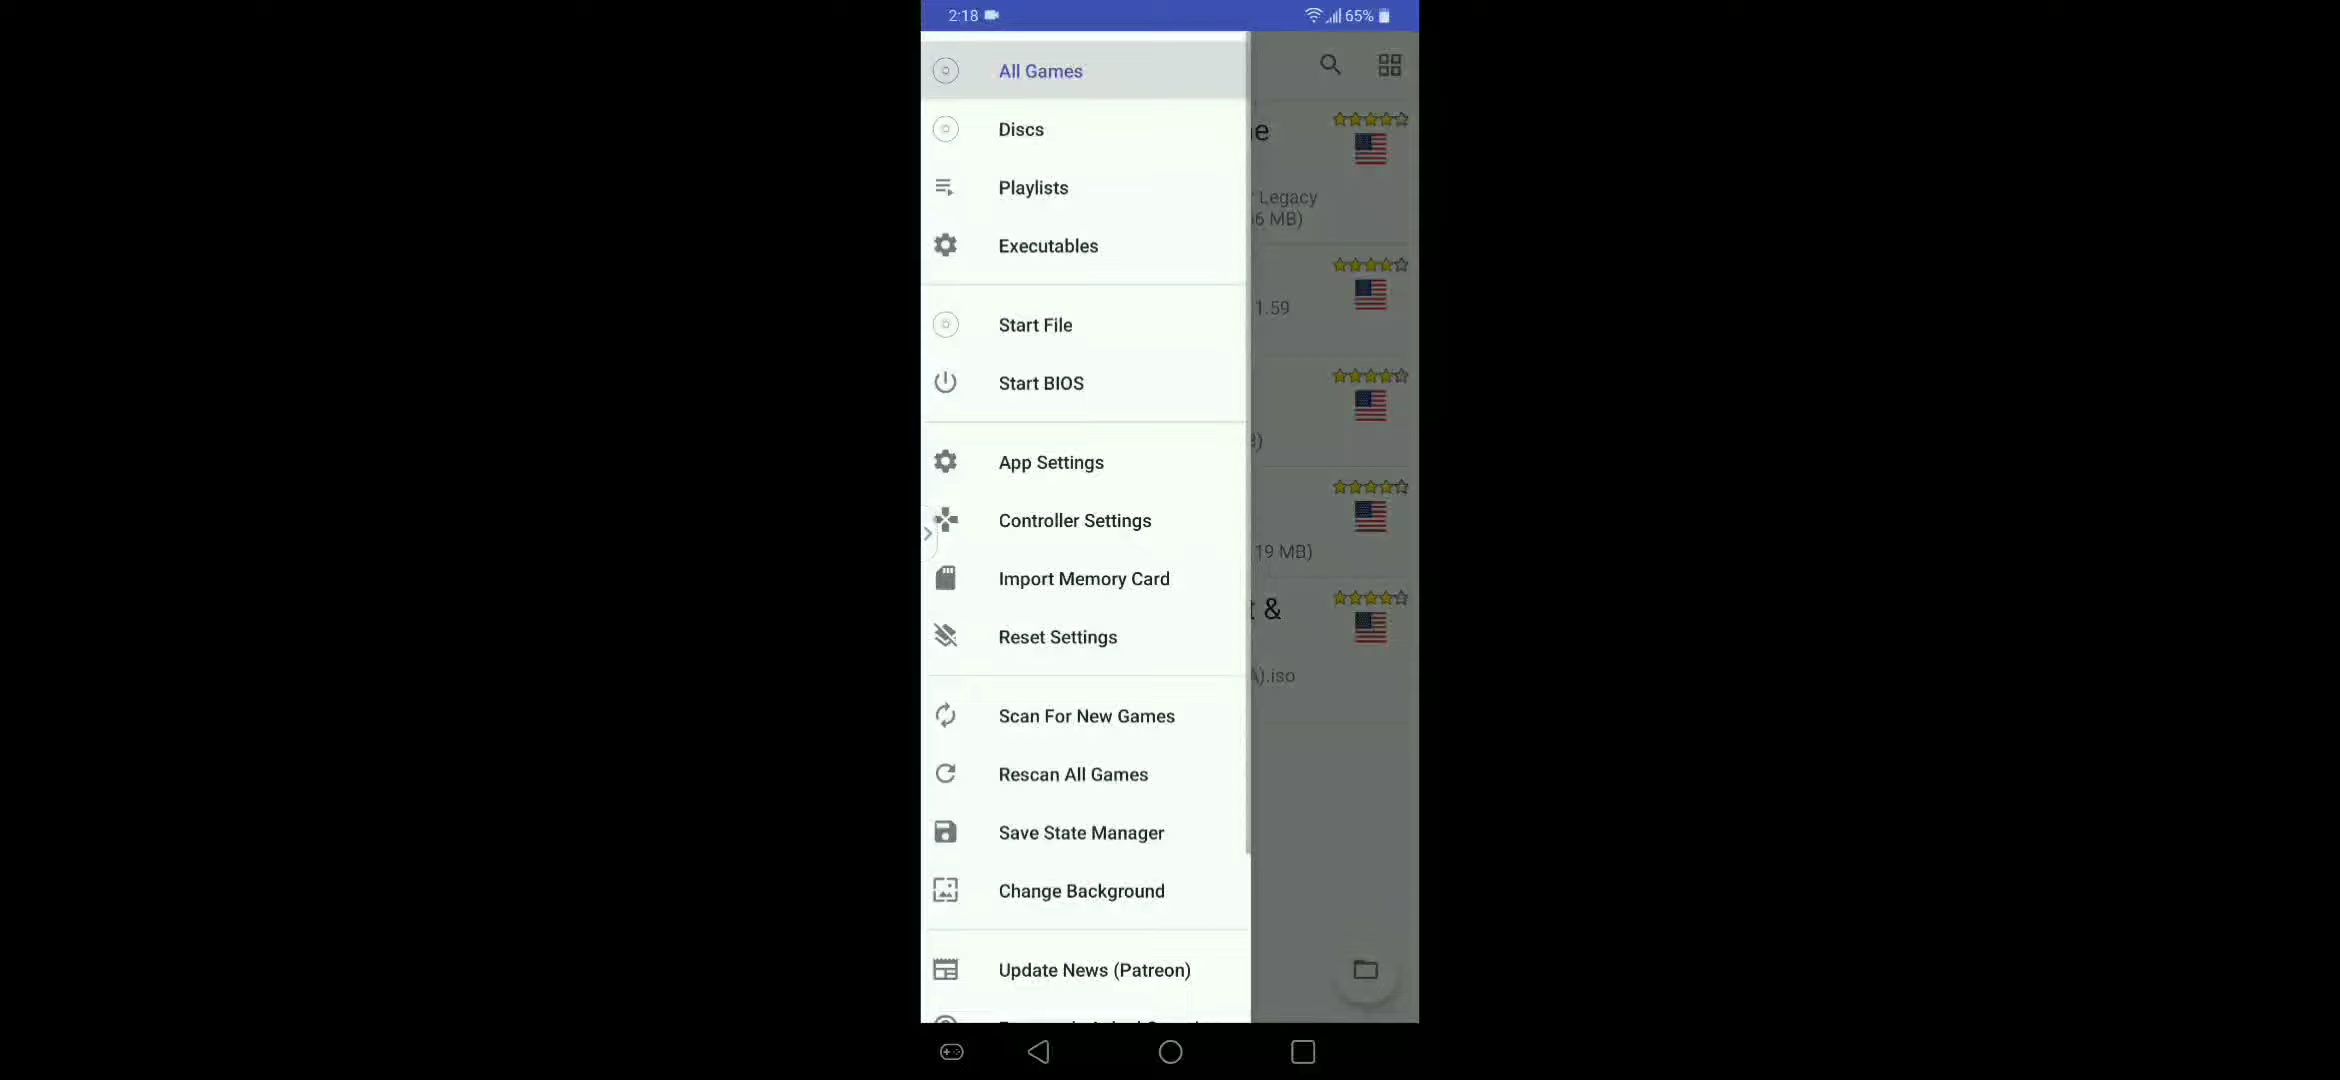 2:18
65%
All Games
Discs
Playlists
Executables
Start File
Start BIOS
App Settings
Controller Settings
Import Memory Card
Reset Settings
Scan For New Games
Rescan All Games
Save State Manager
Change Background
Update News (Patreon)
Legacy
MB)
1.59
19 MB)
&
.iso